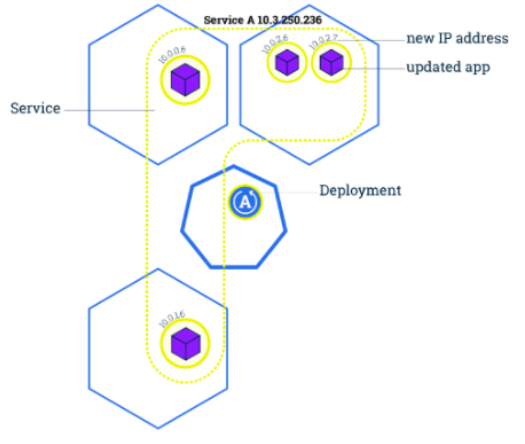 Service A 10.3.250.236
10.0.0.6
10.0.2.6
10.0.2.7
new IP address
updated app
Service
Deployment
A
10.0.1.6